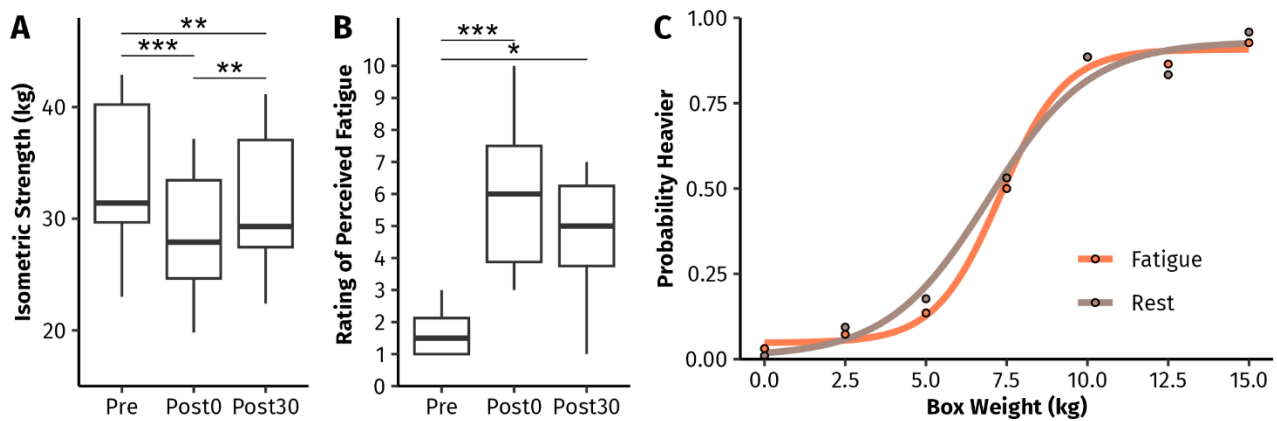 A
Isometric Strength (kg)
40
30
20
**
***
**
Pre Post0 Post30
B
Rating of Perceived Fatigue
10
9
8
7
6
5
4
3
2
1
0
***
*
Pre Post0 Post30
C
Probability Heavier
1.00
0.75
0.50
0.25
0.00
Fatigue
Rest
0.0 2.5 5.0 7.5 10.0 12.5 15.0
Box Weight (kg)